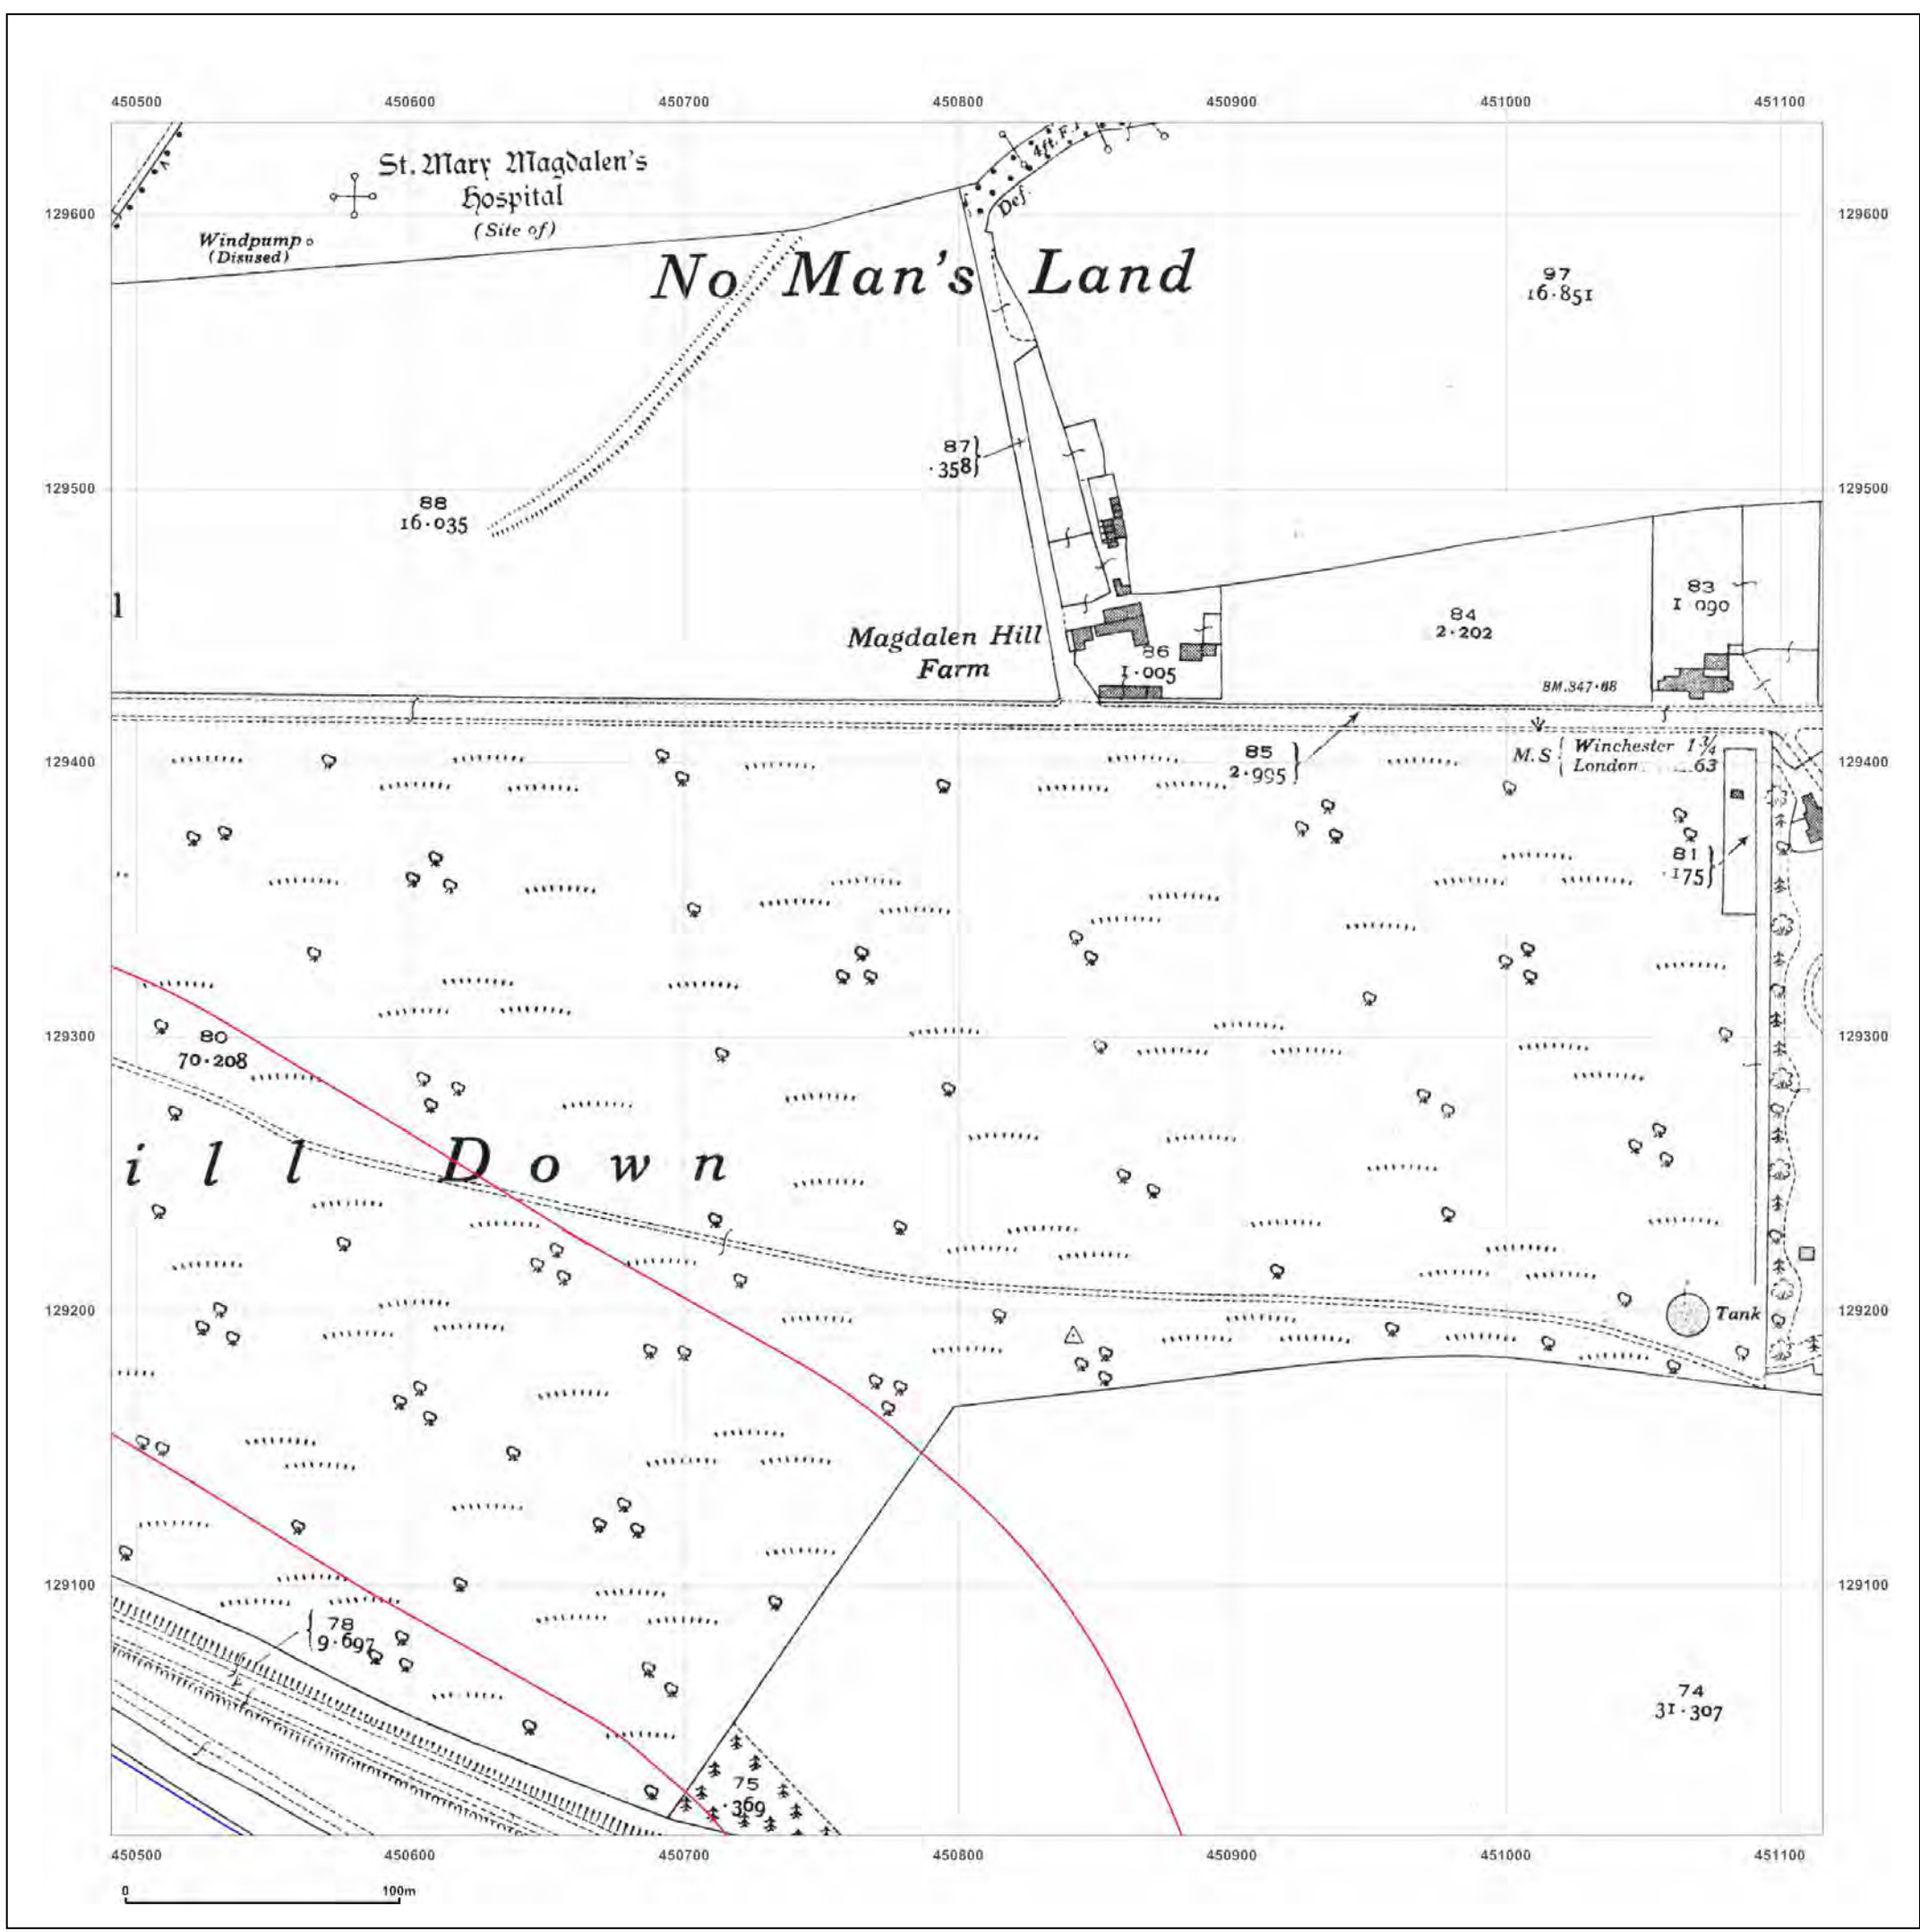 450500 450600 450700 450800 450900 451000 451100
4ft. F.
St. Mary Magdalen's
Hospital
(Site of)
Def.
129600 129600
Windpump
(Disused)
No Man's Land
97
16·851
87
·358
129500 129500
88
16·035
83
1·090
l
84
2·202
Magdalen Hill
Farm
86
1·005
BM.347·68
85
2·995
M.S Winchester 1¾
London 63
129400 129400
81
·175
129300 129300
80
70·208
ill Down
129200 129200
Tank
129100 129100
78
9·697
74
31·307
75
·369
450500 450600 450700 450800 450900 451000 451100
0 100m